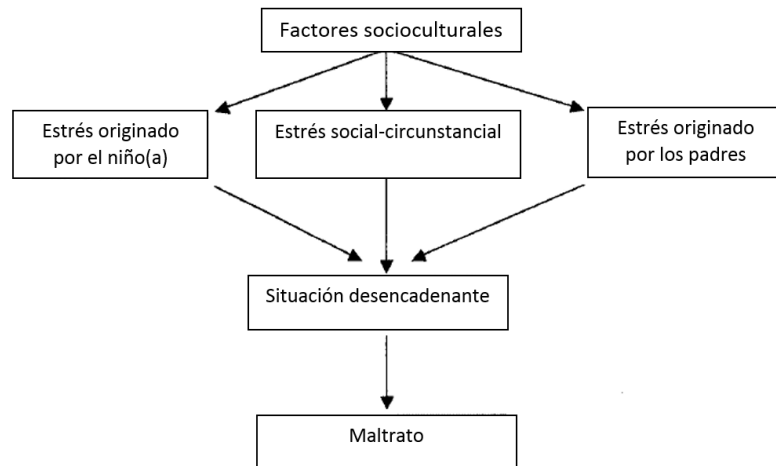 Factores socioculturales
Estrés originado
por el niño(a)
Estrés social-circunstancial
Estrés originado
por los padres
Situación desencadenante
Maltrato